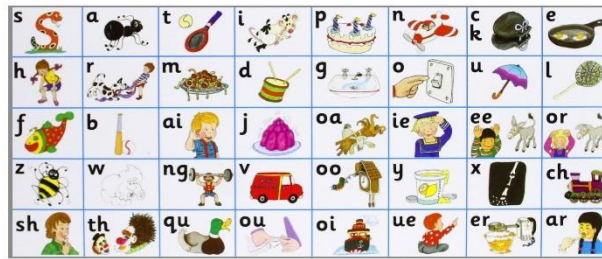 s a t i p n c k e
h r m d g o u l
f b ai j oa ie ee or
z w ng v oo y x ch
sh th qu ou oi ue er ar